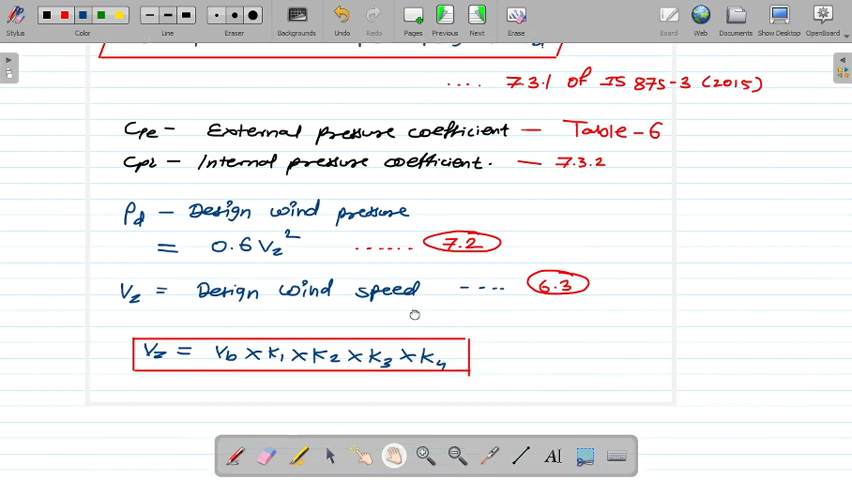 Stylus Color Line Eraser Backgrounds Undo Redo Pages Previous Next Erase Board Web Documents Show Desktop OpenBoard
.... 7.3.1 of IS 875-3 (2015)
Cpe - External pressure coefficient - Table-6
Cpi - Internal pressure coefficient. - 7.3.2
Pd - Design wind pressure
= 0.6 Vz² ...... 7.2
Vz = Design wind speed ---- 6.3
Vz = Vb × K1 × K2 × K3 × K4